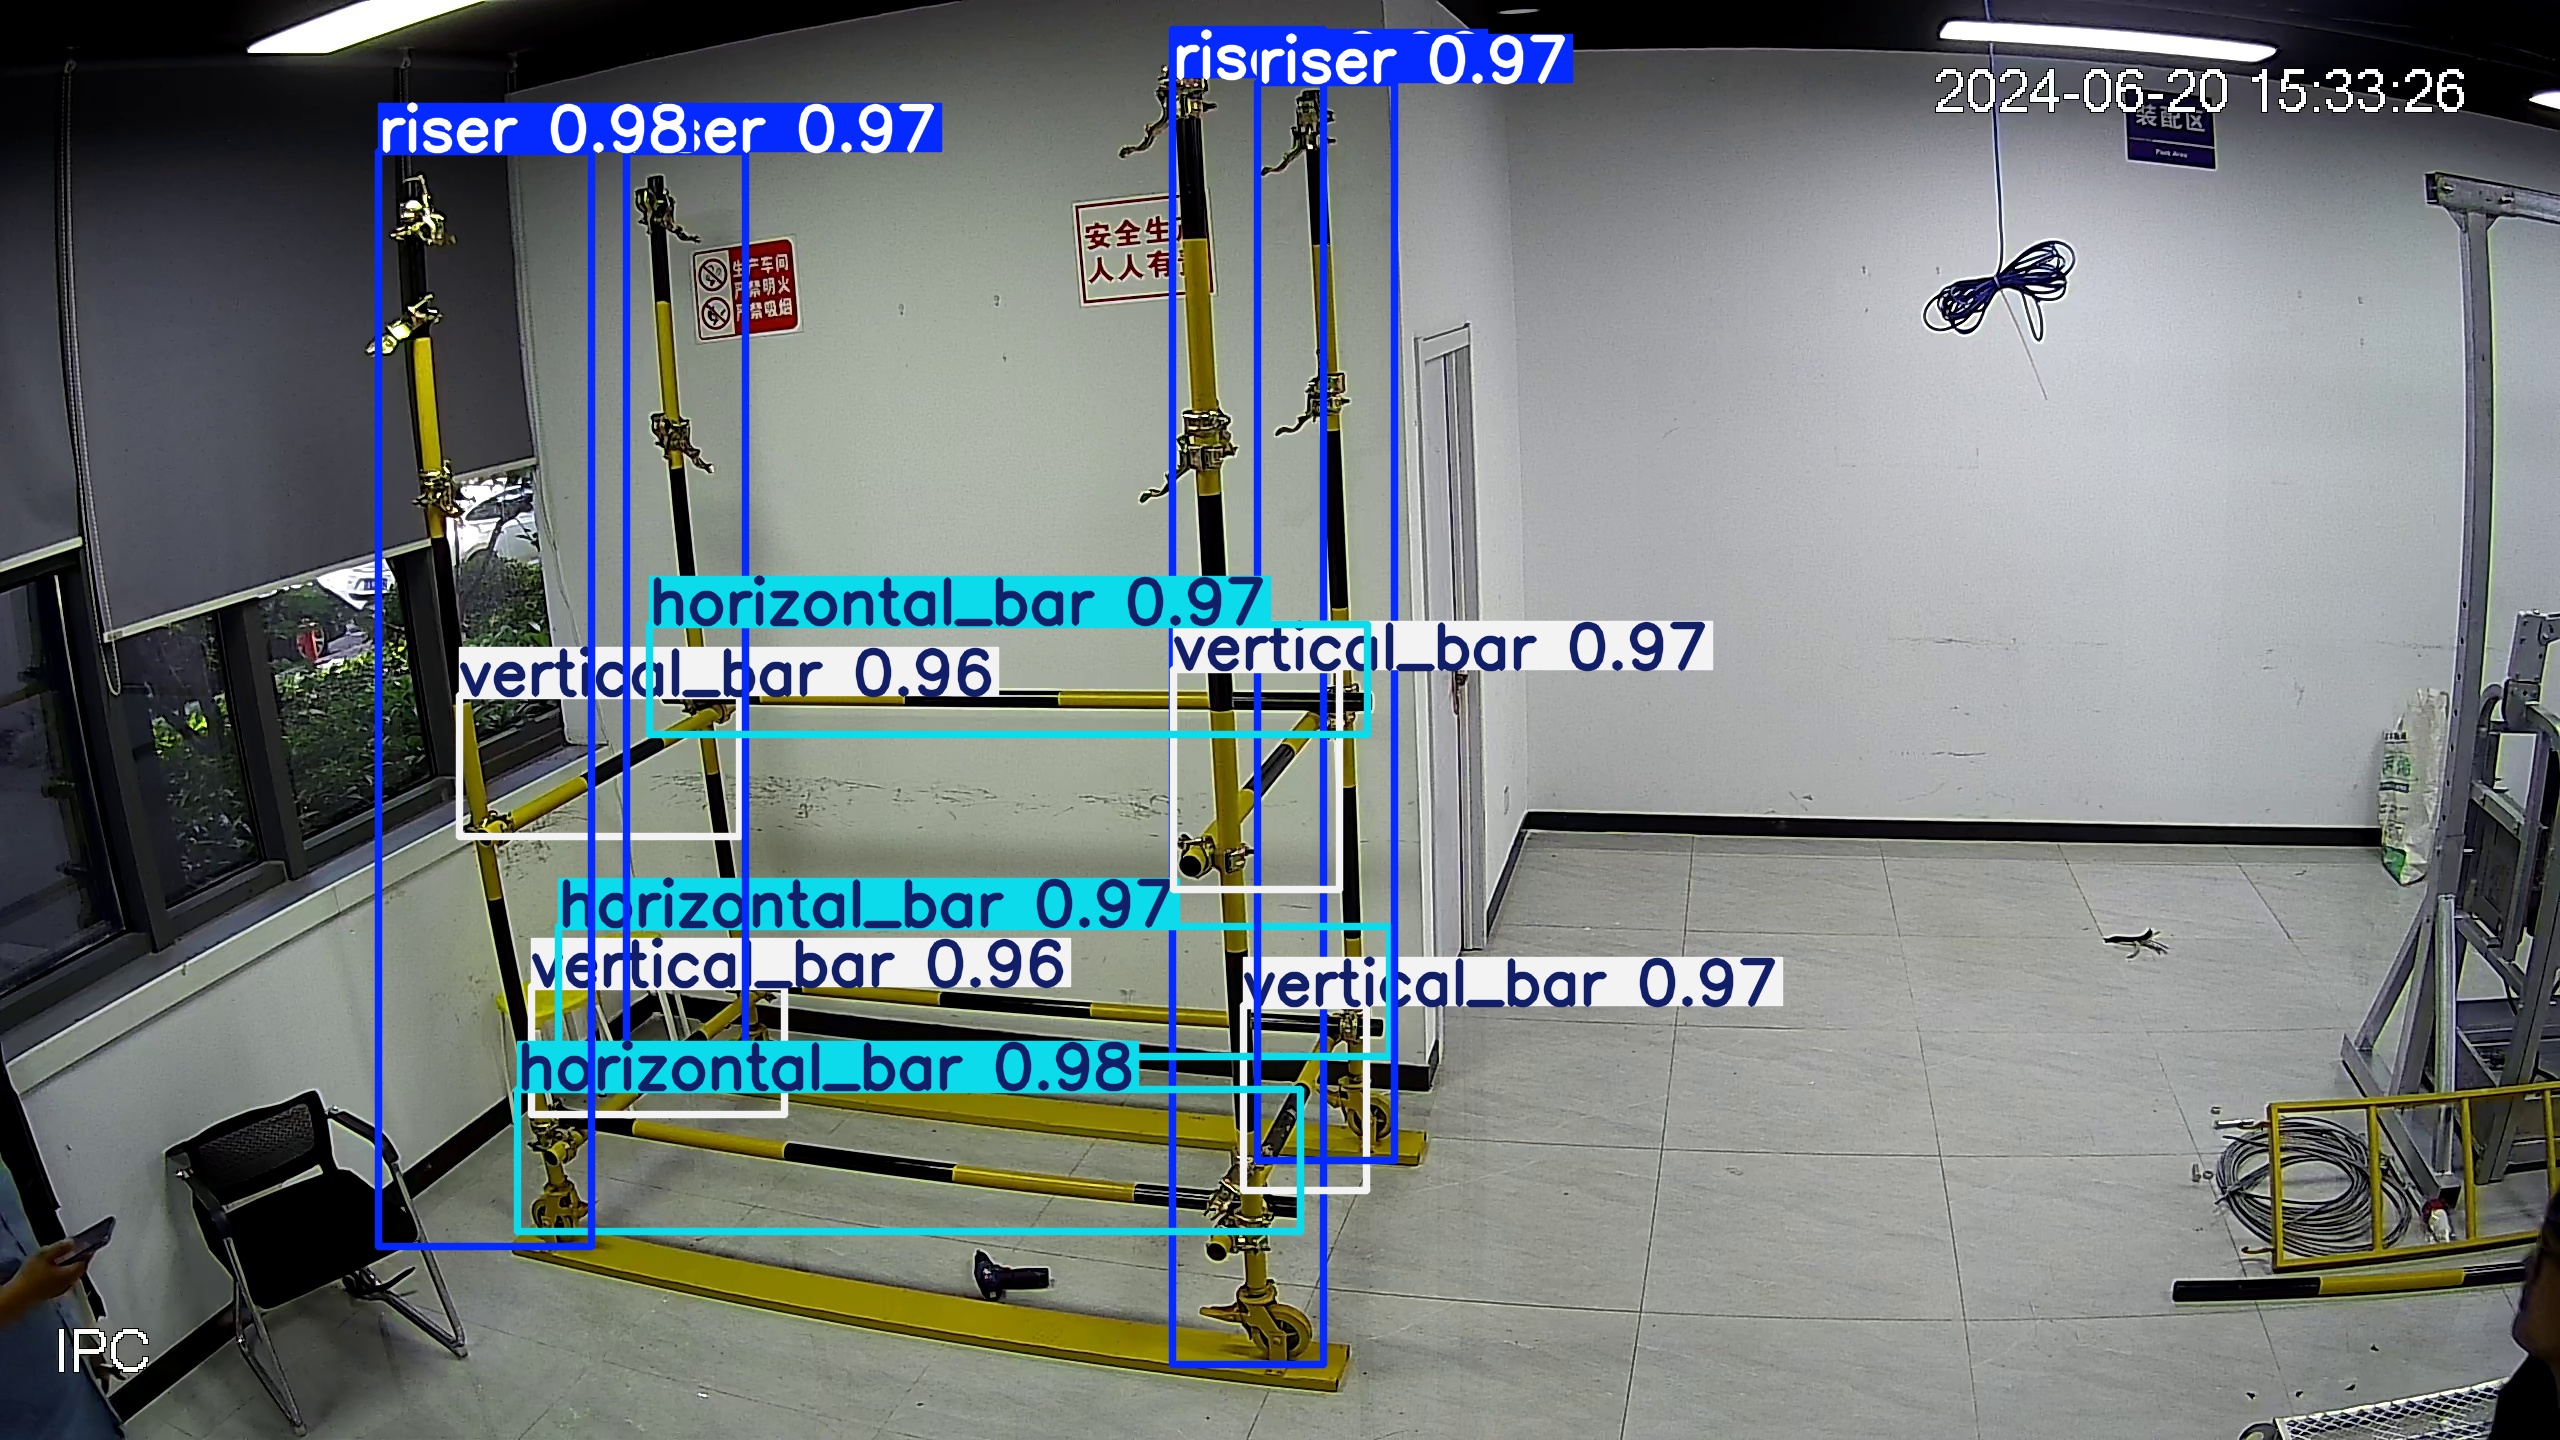 riser 0.97
2024-06-20 15:33:26
riser 0.98
ser 0.97
装配区
Pack Area
安全生
人人有
生产车间
严禁明火
严禁吸烟
horizontal_bar 0.97
vertical_bar 0.97
vertical_bar 0.96
horizontal_bar 0.97
vertical_bar 0.96
vertical_bar 0.97
horizontal_bar 0.98
IPC